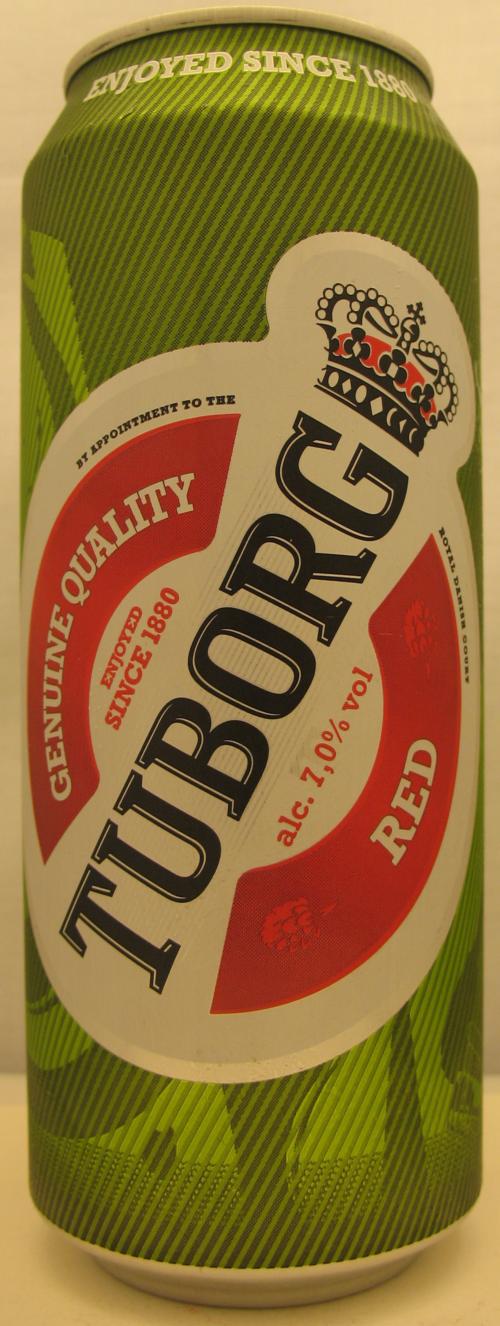 ENJOYED SINCE 1880
BY APPOINTMENT TO THE
ROYAL DANISH COURT
GENUINE QUALITY
ENJOYED
SINCE 1880
TUBORG
alc. 7,0% vol
RED